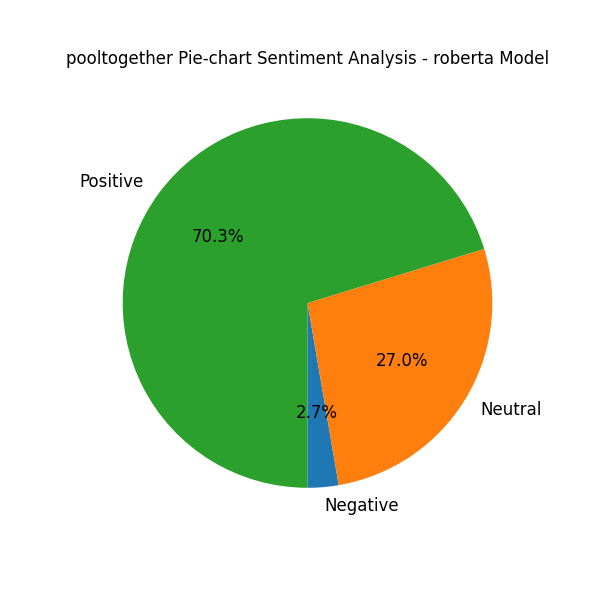 pooltogether Pie-chart Sentiment Analysis - roberta Model
Positive
70.3%
27.0%
Neutral
2.7%
Negative